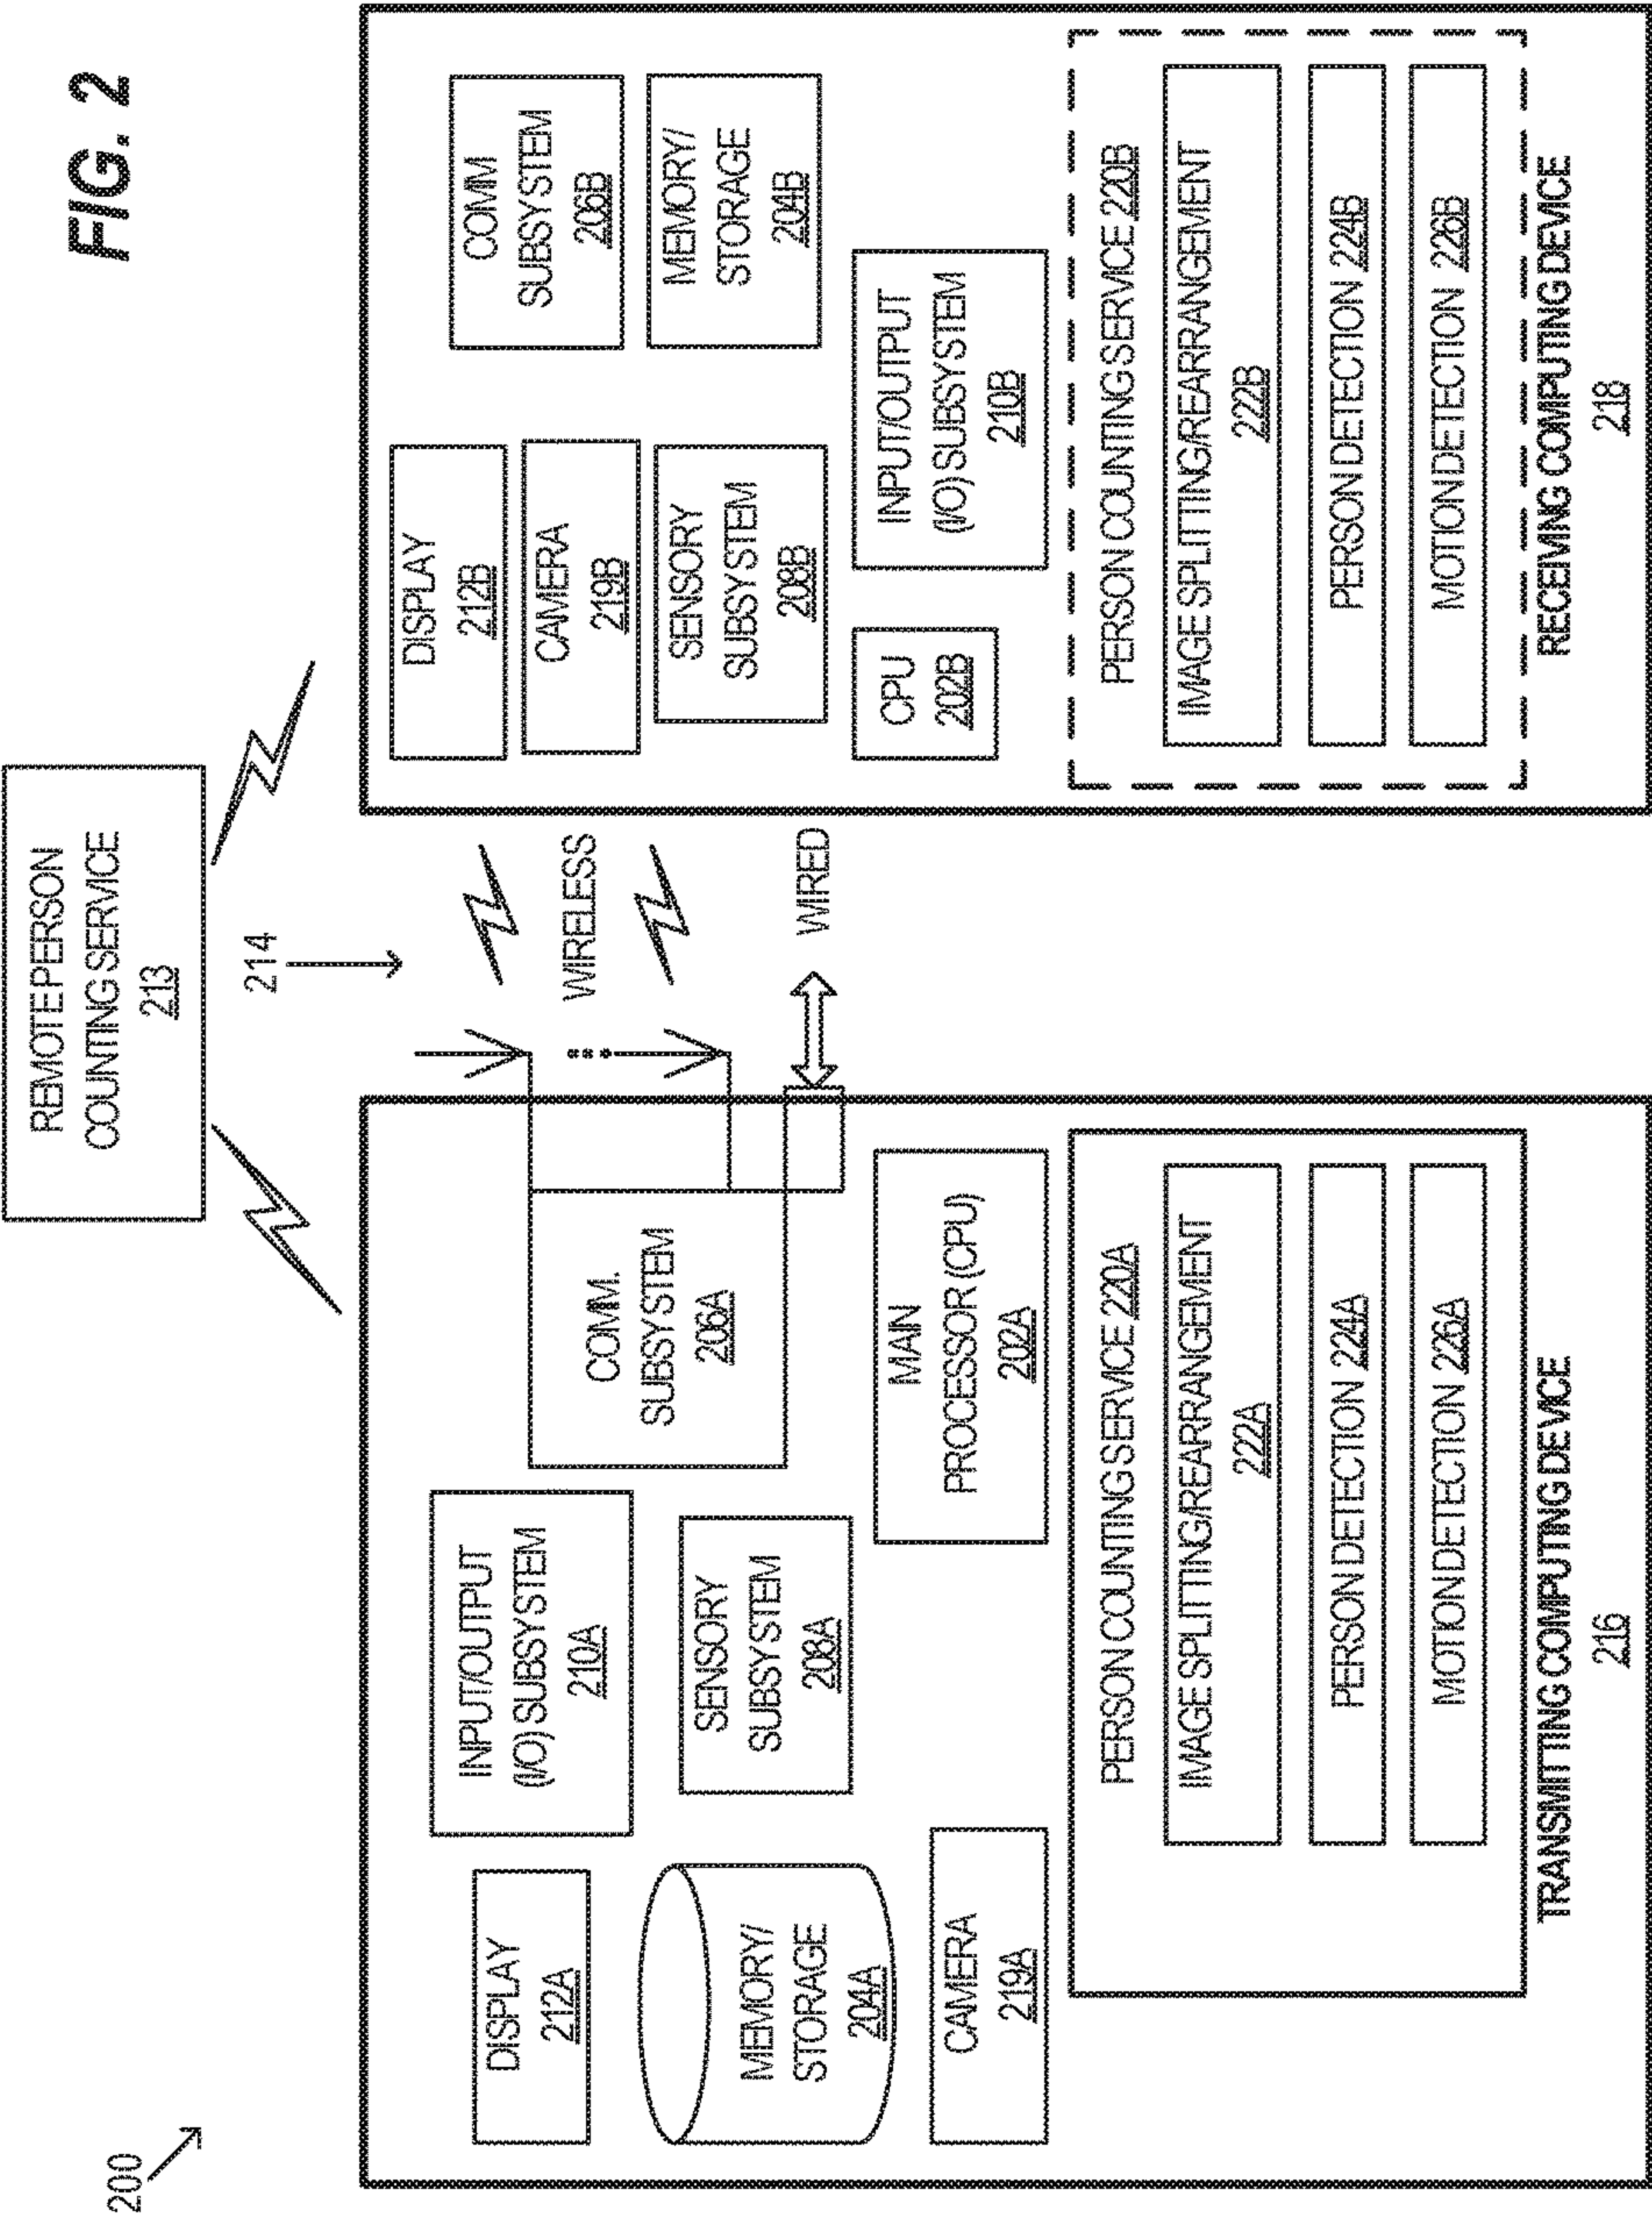 200
FIG. 2
REMOTE PERSON
COUNTING SERVICE
213
214
DISPLAY
212A
MEMORY/
STORAGE
204A
CAMERA
219A
INPUT/OUTPUT
(I/O) SUBSYSTEM
210A
SENSORY
SUBSYSTEM
208A
COMM.
SUBSYSTEM
206A
MAIN
PROCESSOR (CPU)
202A
PERSON COUNTING SERVICE 220A
IMAGE SPLITTING/REARRANGEMENT
222A
PERSON DETECTION 224A
MOTION DETECTION 226A
TRANSMITTING COMPUTING DEVICE
216
WIRELESS
WIRED
DISPLAY
212B
CAMERA
219B
SENSORY
SUBSYSTEM
208B
CPU
202B
COMM
SUBSYSTEM
206B
MEMORY/
STORAGE
204B
INPUT/OUTPUT
(I/O) SUBSYSTEM
210B
PERSON COUNTING SERVICE 220B
IMAGE SPLITTING/REARRANGEMENT
222B
PERSON DETECTION 224B
MOTION DETECTION 226B
RECEIVING COMPUTING DEVICE
218